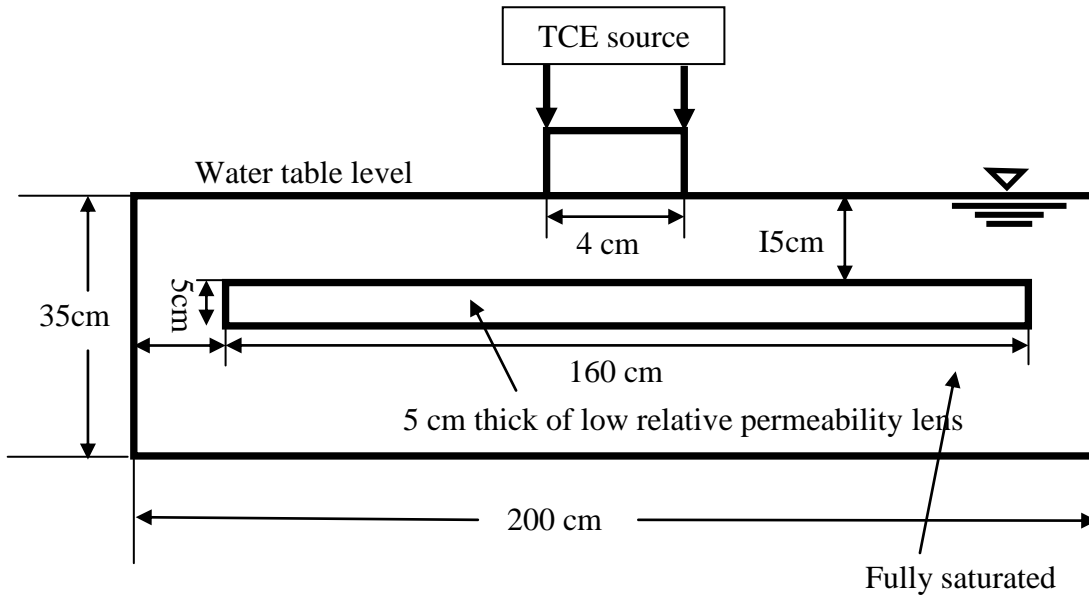 TCE source
Water table level
4 cm
I5cm
5cm
35cm
160 cm
5 cm thick of low relative permeability lens
200 cm
Fully saturated